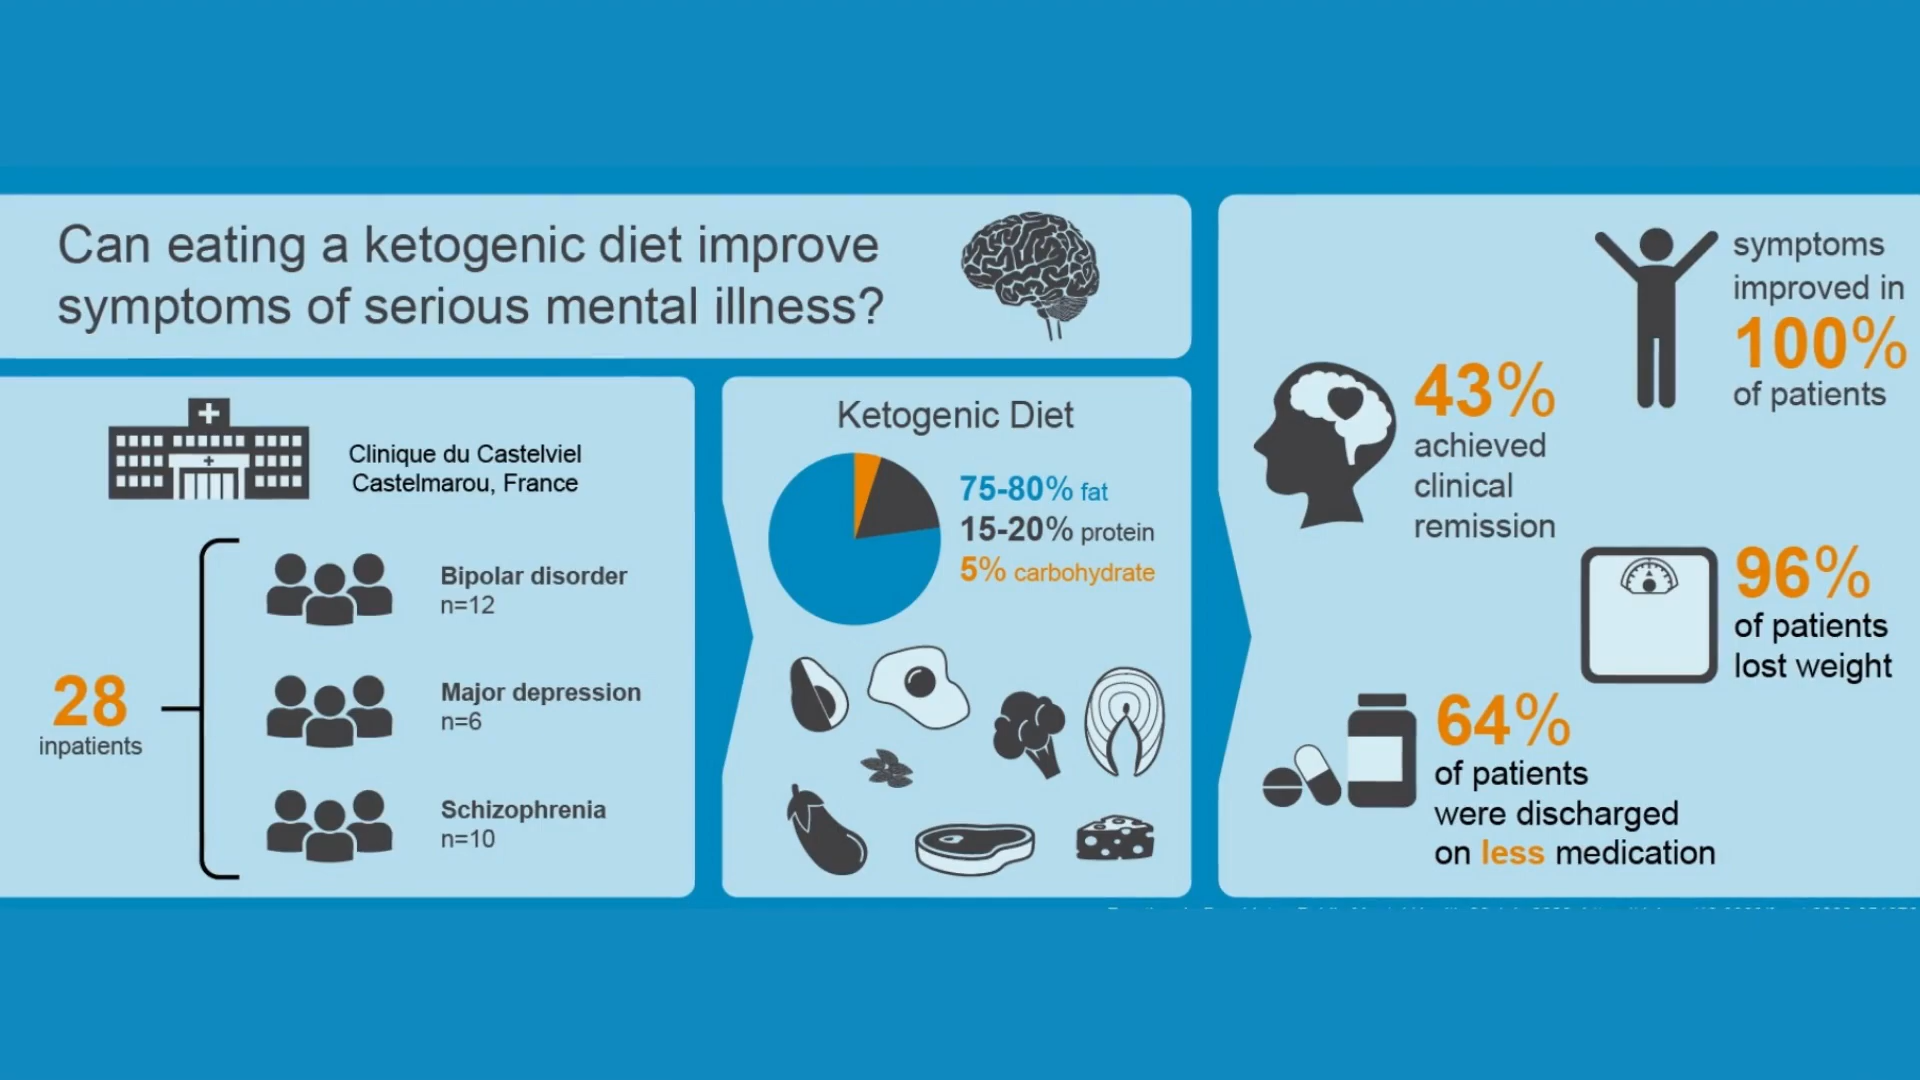 Can eating a ketogenic diet improve
symptoms of serious mental illness?
Clinique du Castelviel
Castelmarou, France
28
inpatients
Bipolar disorder
n=12
Major depression
n=6
Schizophrenia
n=10
Ketogenic Diet
75-80% fat
15-20% protein
5% carbohydrate
symptoms
improved in
100%
of patients
43%
achieved
clinical
remission
96%
of patients
lost weight
64%
of patients
were discharged
on less medication